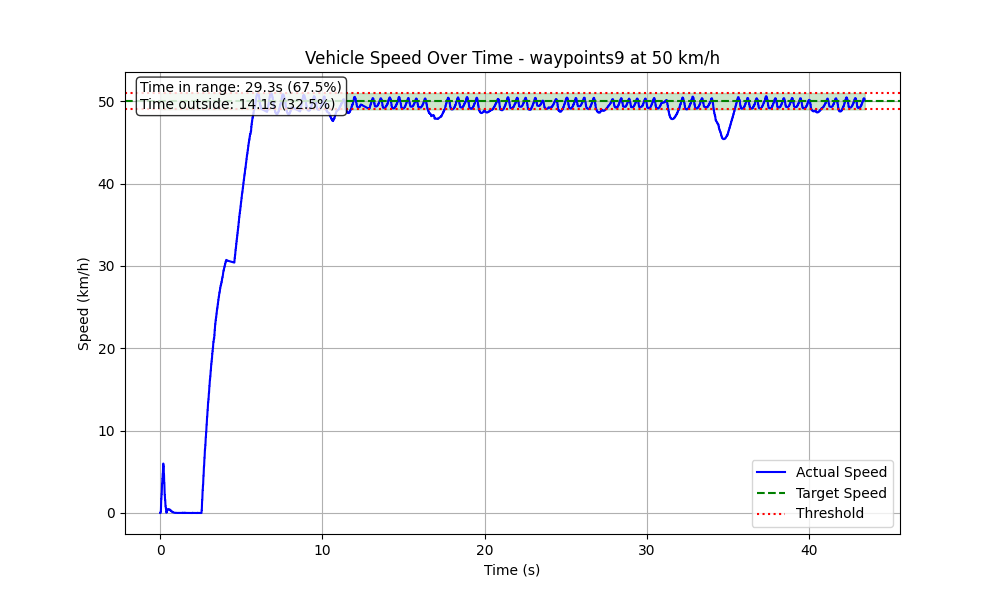 Vehicle Speed Over Time - waypoints9 at 50 km/h
Time in range: 29.3s (67.5%)
Time outside: 14.1s (32.5%)
50
40
30
20
10
0
Speed (km/h)
Actual Speed
Target Speed
Threshold
0 10 20 30 40
Time (s)